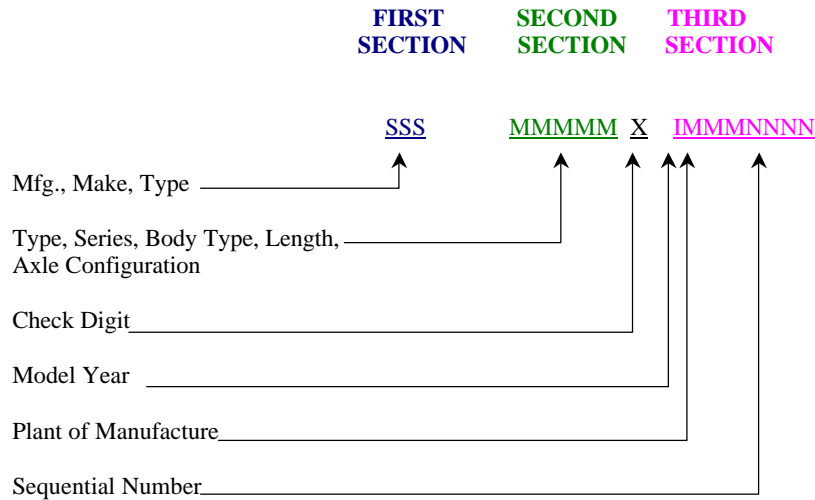 FIRST SECOND THIRD
SECTION SECTION SECTION
SSS MMMMM X IMMMNNNN
Mfg., Make, Type
Type, Series, Body Type, Length,
Axle Configuration
Check Digit
Model Year
Plant of Manufacture
Sequential Number